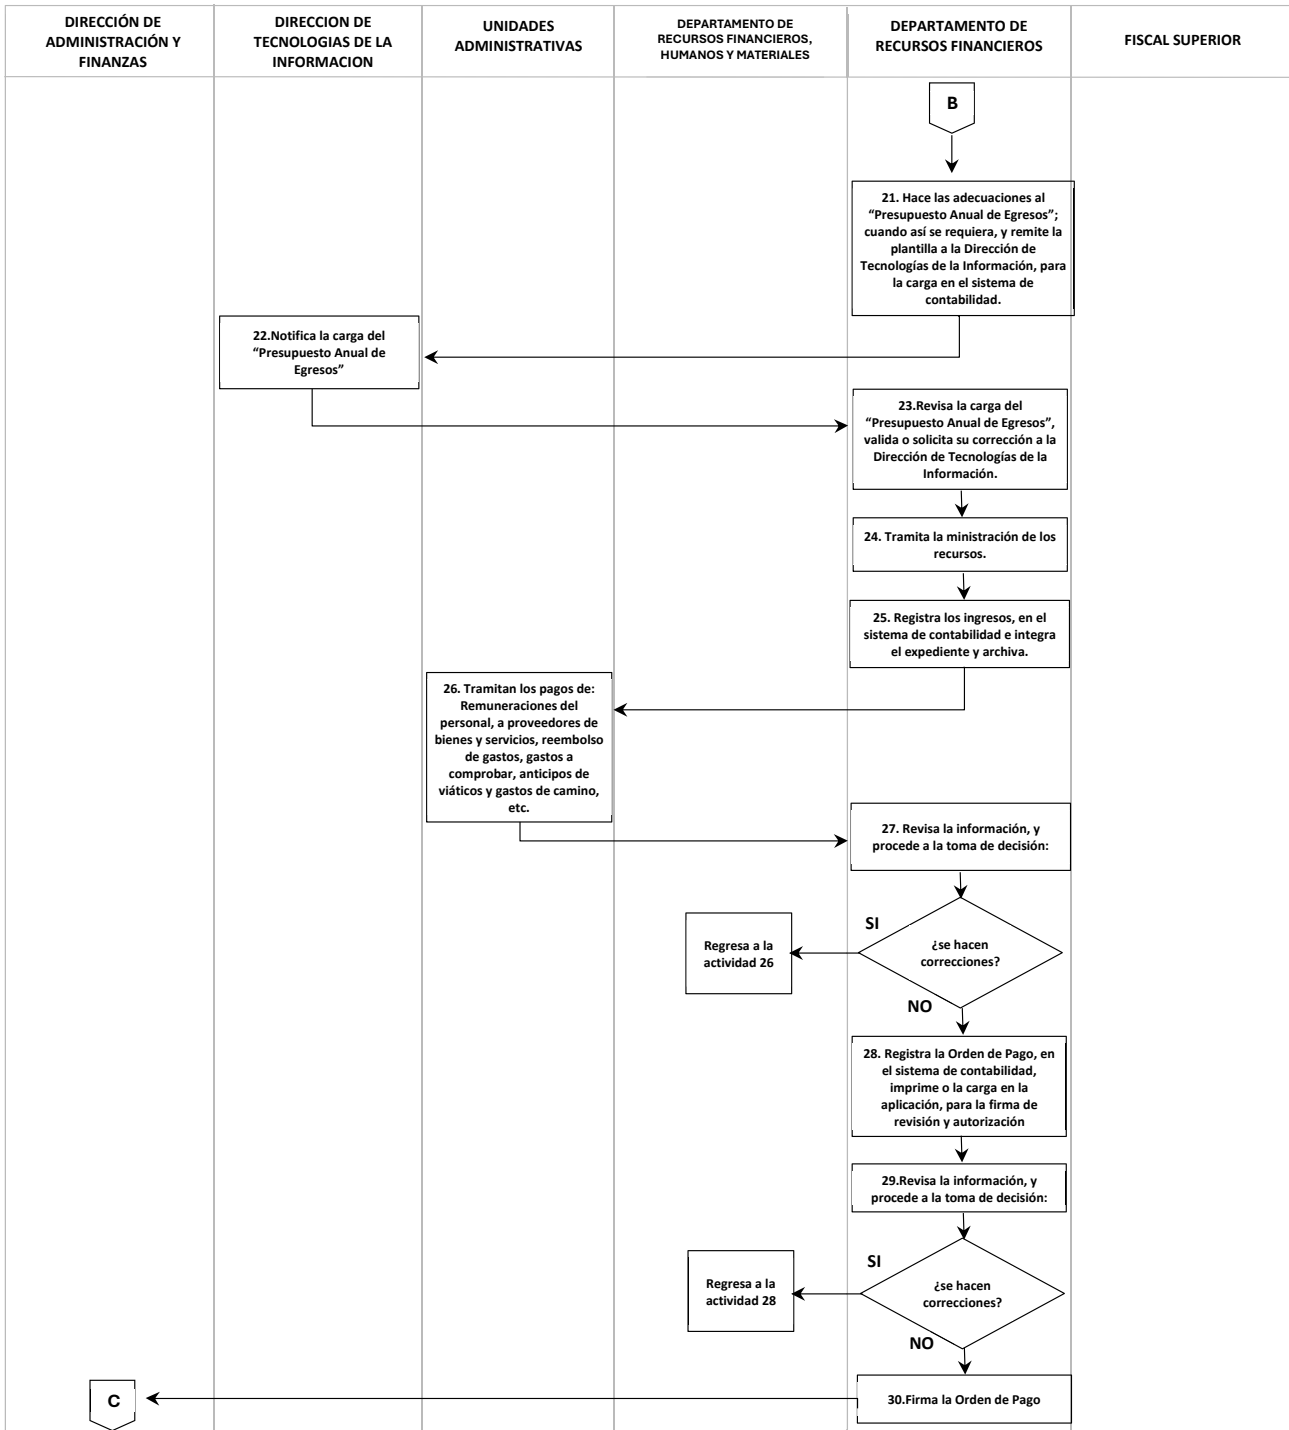 DIRECCIÓN DE
ADMINISTRACIÓN Y
FINANZAS
DIRECCION DE
TECNOLOGIAS DE LA
INFORMACION
UNIDADES
ADMINISTRATIVAS
DEPARTAMENTO DE
RECURSOS FINANCIEROS,
HUMANOS Y MATERIALES
DEPARTAMENTO DE
RECURSOS FINANCIEROS
FISCAL SUPERIOR
B
21. Hace las adecuaciones al
“Presupuesto Anual de Egresos”;
cuando así se requiera, y remite la
plantilla a la Dirección de
Tecnologías de la Información, para
la carga en el sistema de
contabilidad.
22.Notifica la carga del
“Presupuesto Anual de
Egresos”
23.Revisa la carga del
“Presupuesto Anual de Egresos”,
valida o solicita su corrección a la
Dirección de Tecnologías de la
Información.
24. Tramita la ministración de los
recursos.
25. Registra los ingresos, en el
sistema de contabilidad e integra
el expediente y archiva.
26. Tramitan los pagos de:
Remuneraciones del
personal, a proveedores de
bienes y servicios, reembolso
de gastos, gastos a
comprobar, anticipos de
viáticos y gastos de camino,
etc.
27. Revisa la información, y
procede a la toma de decisión:
SI
¿se hacen
correcciones?
Regresa a la
actividad 26
NO
28. Registra la Orden de Pago, en
el sistema de contabilidad,
imprime o la carga en la
aplicación, para la firma de
revisión y autorización
29.Revisa la información, y
procede a la toma de decisión:
SI
¿se hacen
correcciones?
Regresa a la
actividad 28
NO
30.Firma la Orden de Pago
C